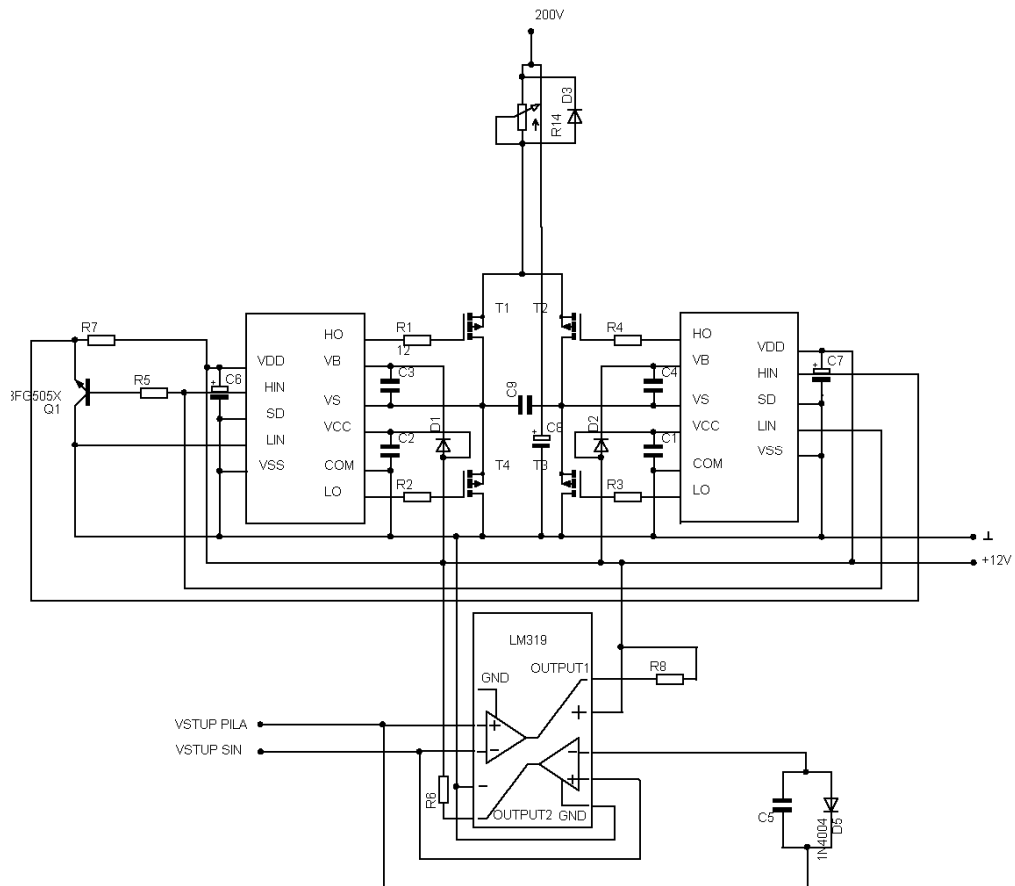 200V
D3
R14
T1
T2
R7
R1
12
HO
VDD
VB
HIN
C6
C3
VS
SD
VCC
LIN
C2
COM
VSS
LO
R2
D1
T4
R5
3FG505X
Q1
C9
C8
T3
D2
R4
HO
VDD
C7
C4
VB
HIN
VS
SD
VCC
LIN
C1
COM
VSS
R3
LO
⊥
+12V
LM319
OUTPUT1
R8
GND
+
VSTUP PILA
+
VSTUP SIN
−
−
+
−
R6
OUTPUT2
GND
C5
1N4004
D5